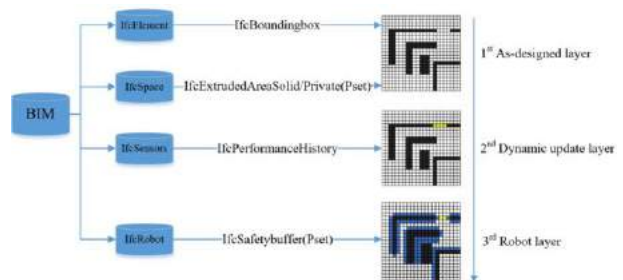 IfcElement
IfcBoundingbox
1st As-designed layer
IfcSpace
IfcExtrudedAreaSolid/Private(Pset)
BIM
IfcSensors
IfcPerformanceHistory
2nd Dynamic update layer
IfcRobot
IfcSafetybuffer(Pset)
3rd Robot layer